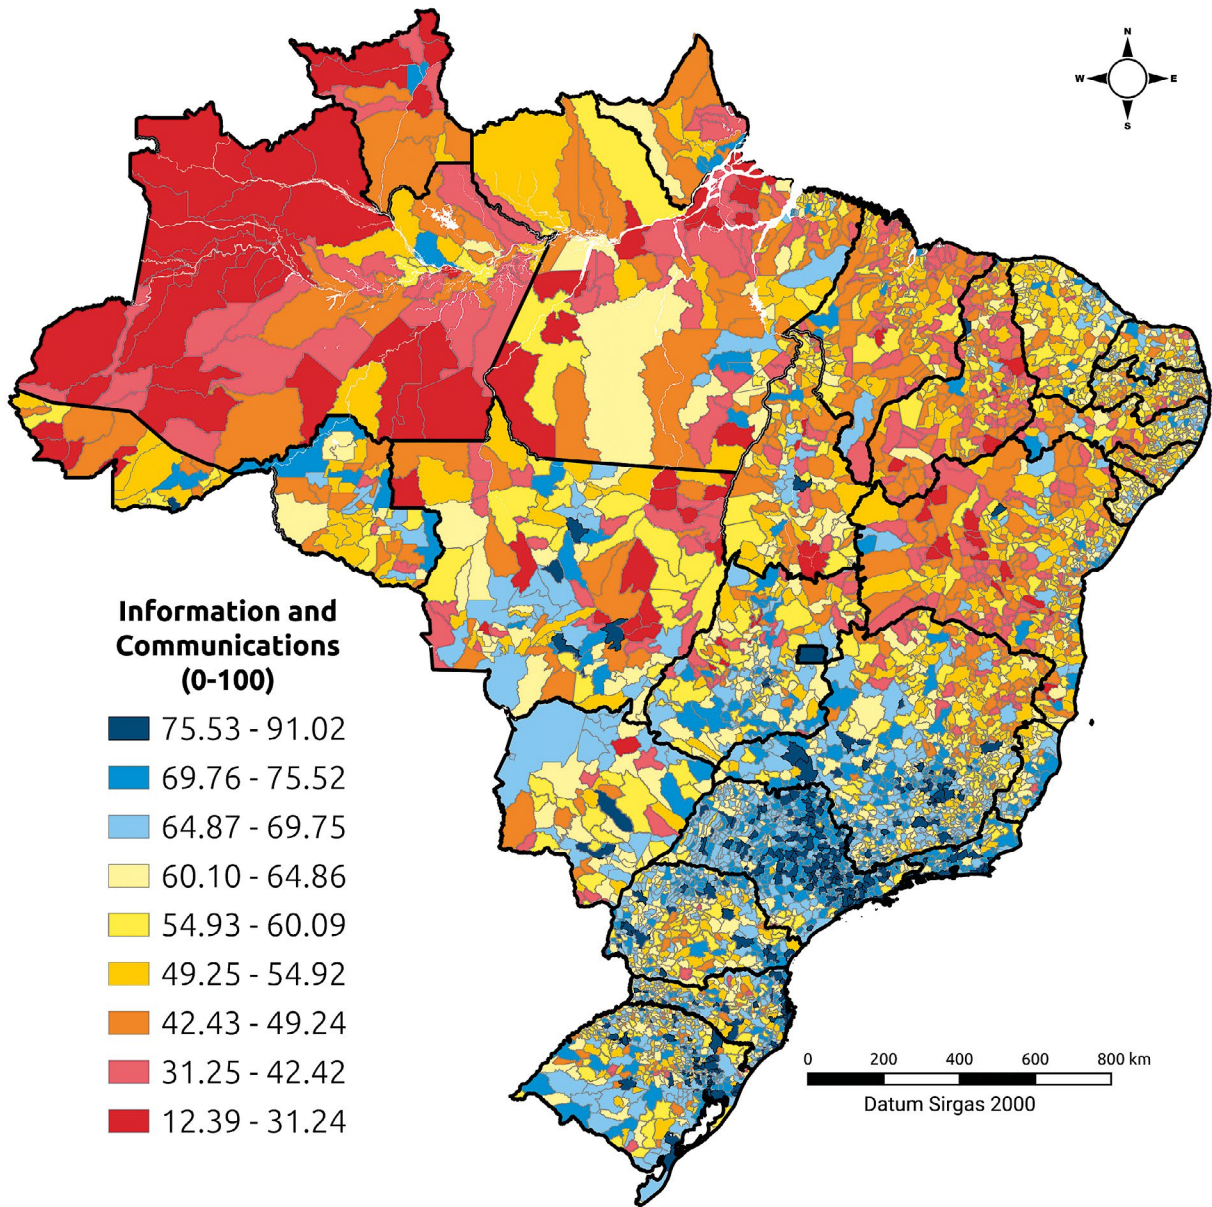 N
W E
S
Information and
Communications
(0-100)
75.53 - 91.02
69.76 - 75.52
64.87 - 69.75
60.10 - 64.86
54.93 - 60.09
49.25 - 54.92
42.43 - 49.24
31.25 - 42.42
12.39 - 31.24
0 200 400 600 800 km
Datum Sirgas 2000